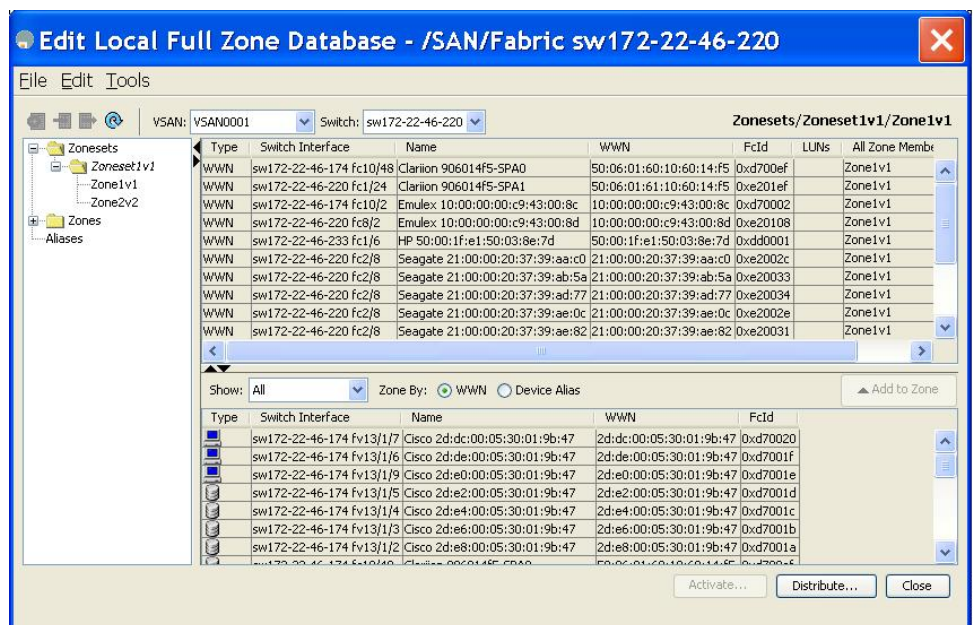 Edit Local Full Zone Database - /SAN/Fabric sw172-22-46-220
File Edit Tools
VSAN: VSAN0001 Switch: sw172-22-46-220 Zonesets/Zoneset1v1/Zone1v1
Zonesets
Zoneset1v1
Zone1v1
Zone2v2
Zones
Aliases
Type Switch Interface Name WWN FcId LUNs All Zone Membe
WWN sw172-22-46-174 fc10/48 Clariion 906014f5-SPA0 50:06:01:60:10:60:14:f5 0xd700ef Zone1v1
WWN sw172-22-46-220 fc1/24 Clariion 906014f5-SPA1 50:06:01:61:10:60:14:f5 0xe201ef Zone1v1
WWN sw172-22-46-174 fc10/2 Emulex 10:00:00:00:c9:43:00:8c 10:00:00:00:c9:43:00:8c 0xd70002 Zone1v1
WWN sw172-22-46-220 fc8/2 Emulex 10:00:00:00:c9:43:00:8d 10:00:00:00:c9:43:00:8d 0xe20108 Zone1v1
WWN sw172-22-46-233 fc1/6 HP 50:00:1f:e1:50:03:8e:7d 50:00:1f:e1:50:03:8e:7d 0xdd0001 Zone1v1
WWN sw172-22-46-220 fc2/8 Seagate 21:00:00:20:37:39:aa:c0 21:00:00:20:37:39:aa:c0 0xe2002c Zone1v1
WWN sw172-22-46-220 fc2/8 Seagate 21:00:00:20:37:39:ab:5a 21:00:00:20:37:39:ab:5a 0xe20033 Zone1v1
WWN sw172-22-46-220 fc2/8 Seagate 21:00:00:20:37:39:ad:77 21:00:00:20:37:39:ad:77 0xe20034 Zone1v1
WWN sw172-22-46-220 fc2/8 Seagate 21:00:00:20:37:39:ae:0c 21:00:00:20:37:39:ae:0c 0xe2002e Zone1v1
WWN sw172-22-46-220 fc2/8 Seagate 21:00:00:20:37:39:ae:82 21:00:00:20:37:39:ae:82 0xe20031 Zone1v1
Show: All Zone By: WWN Device Alias Add to Zone
Type Switch Interface Name WWN FcId
sw172-22-46-174 fv13/1/7 Cisco 2d:dc:00:05:30:01:9b:47 2d:dc:00:05:30:01:9b:47 0xd70020
sw172-22-46-174 fv13/1/6 Cisco 2d:de:00:05:30:01:9b:47 2d:de:00:05:30:01:9b:47 0xd7001f
sw172-22-46-174 fv13/1/9 Cisco 2d:e0:00:05:30:01:9b:47 2d:e0:00:05:30:01:9b:47 0xd7001e
sw172-22-46-174 fv13/1/5 Cisco 2d:e2:00:05:30:01:9b:47 2d:e2:00:05:30:01:9b:47 0xd7001d
sw172-22-46-174 fv13/1/4 Cisco 2d:e4:00:05:30:01:9b:47 2d:e4:00:05:30:01:9b:47 0xd7001c
sw172-22-46-174 fv13/1/3 Cisco 2d:e6:00:05:30:01:9b:47 2d:e6:00:05:30:01:9b:47 0xd7001b
sw172-22-46-174 fv13/1/2 Cisco 2d:e8:00:05:30:01:9b:47 2d:e8:00:05:30:01:9b:47 0xd7001a
Activate... Distribute... Close